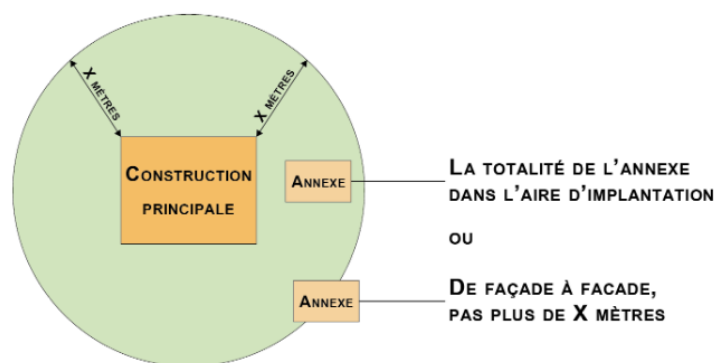 X MÈTRES
X MÈTRES
CONSTRUCTION
PRINCIPALE
ANNEXE
LA TOTALITÉ DE L'ANNEXE
DANS L'AIRE D'IMPLANTATION
OU
ANNEXE
DE FAÇADE À FACADE,
PAS PLUS DE X MÈTRES